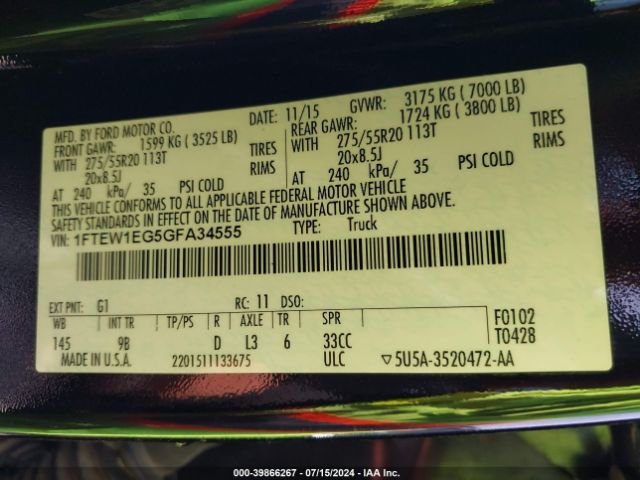 MFD. BY FORD MOTOR CO.
DATE: 11/15 GVWR: 3175 KG ( 7000 LB)
FRONT GAWR: 1599 KG ( 3525 LB)
REAR GAWR: 1724 KG ( 3800 LB)
WITH 275/55R20 113T TIRES
WITH 275/55R20 113T TIRES
20x8.5J RIMS
20x8.5J RIMS
AT 240 kPa/ 35 PSI COLD
AT 240 kPa/ 35 PSI COLD
THIS VEHICLE CONFORMS TO ALL APPLICABLE FEDERAL MOTOR VEHICLE
SAFETY STANDARDS IN EFFECT ON THE DATE OF MANUFACTURE SHOWN ABOVE.
VIN: 1FTEW1EG5GFA34555 TYPE: Truck
EXT PNT: G1 RC: 11 DSO:
WB INT TR TP/PS R AXLE TR SPR F0102
145 9B D L3 6 33CC T0428
MADE IN U.S.A. 2201511133675 ULC ▽5U5A-3520472-AA
000-39866267 - 07/15/2024 - IAA Inc.